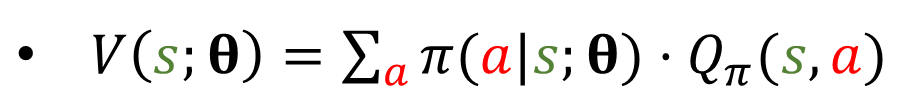 • V(s; θ) = ∑ₐ π(a|s; θ) · Q_π(s, a)